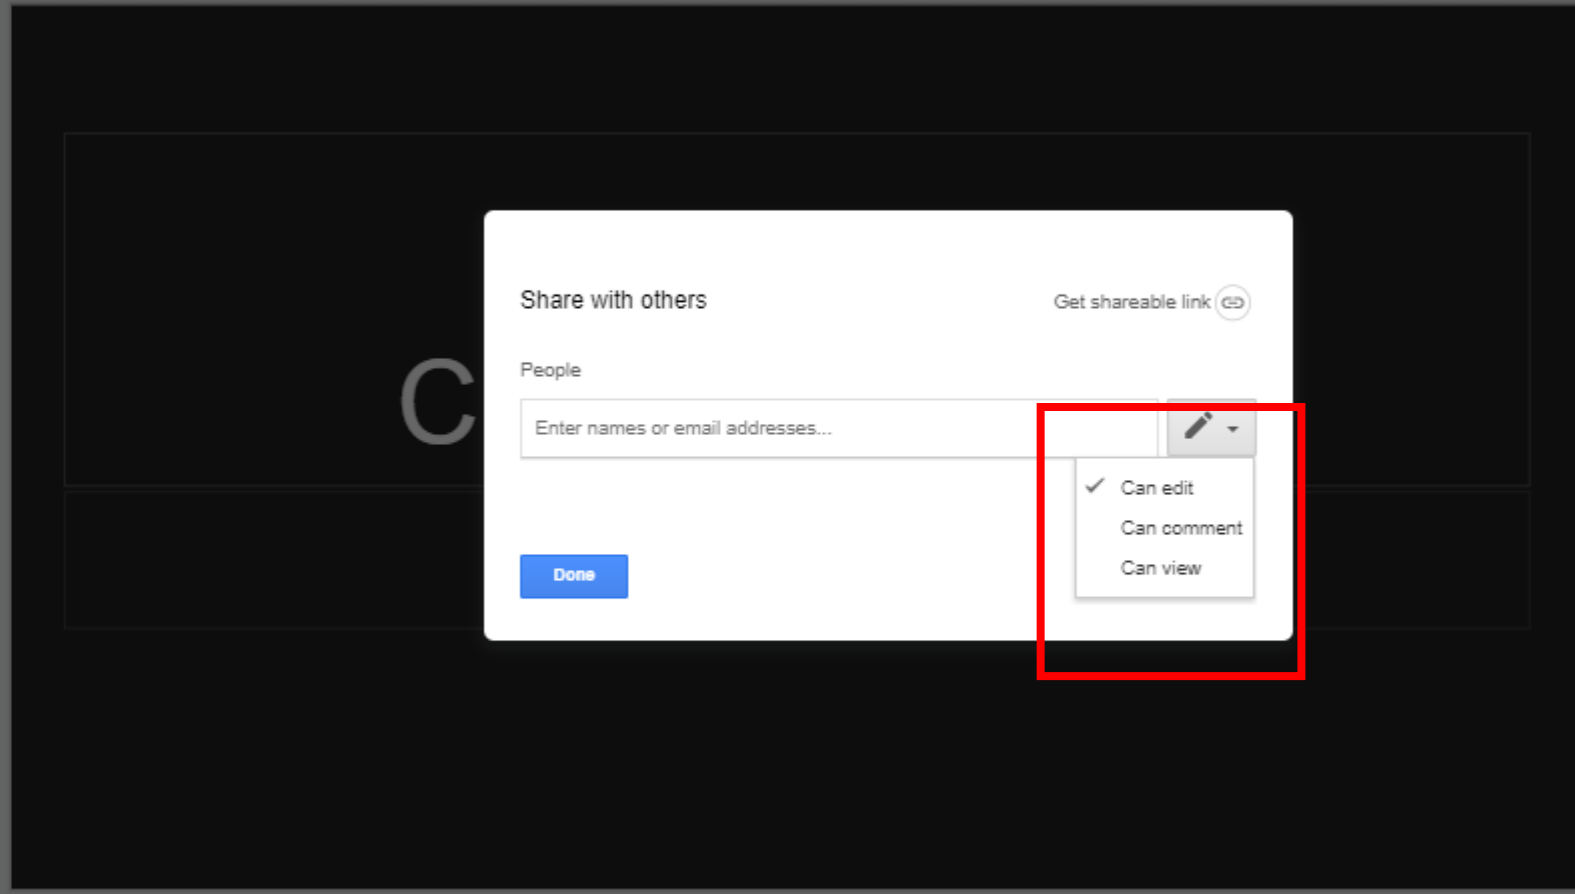 Share with others
Get shareable link
People
C
Enter names or email addresses...
Can edit
Can comment
Can view
Done